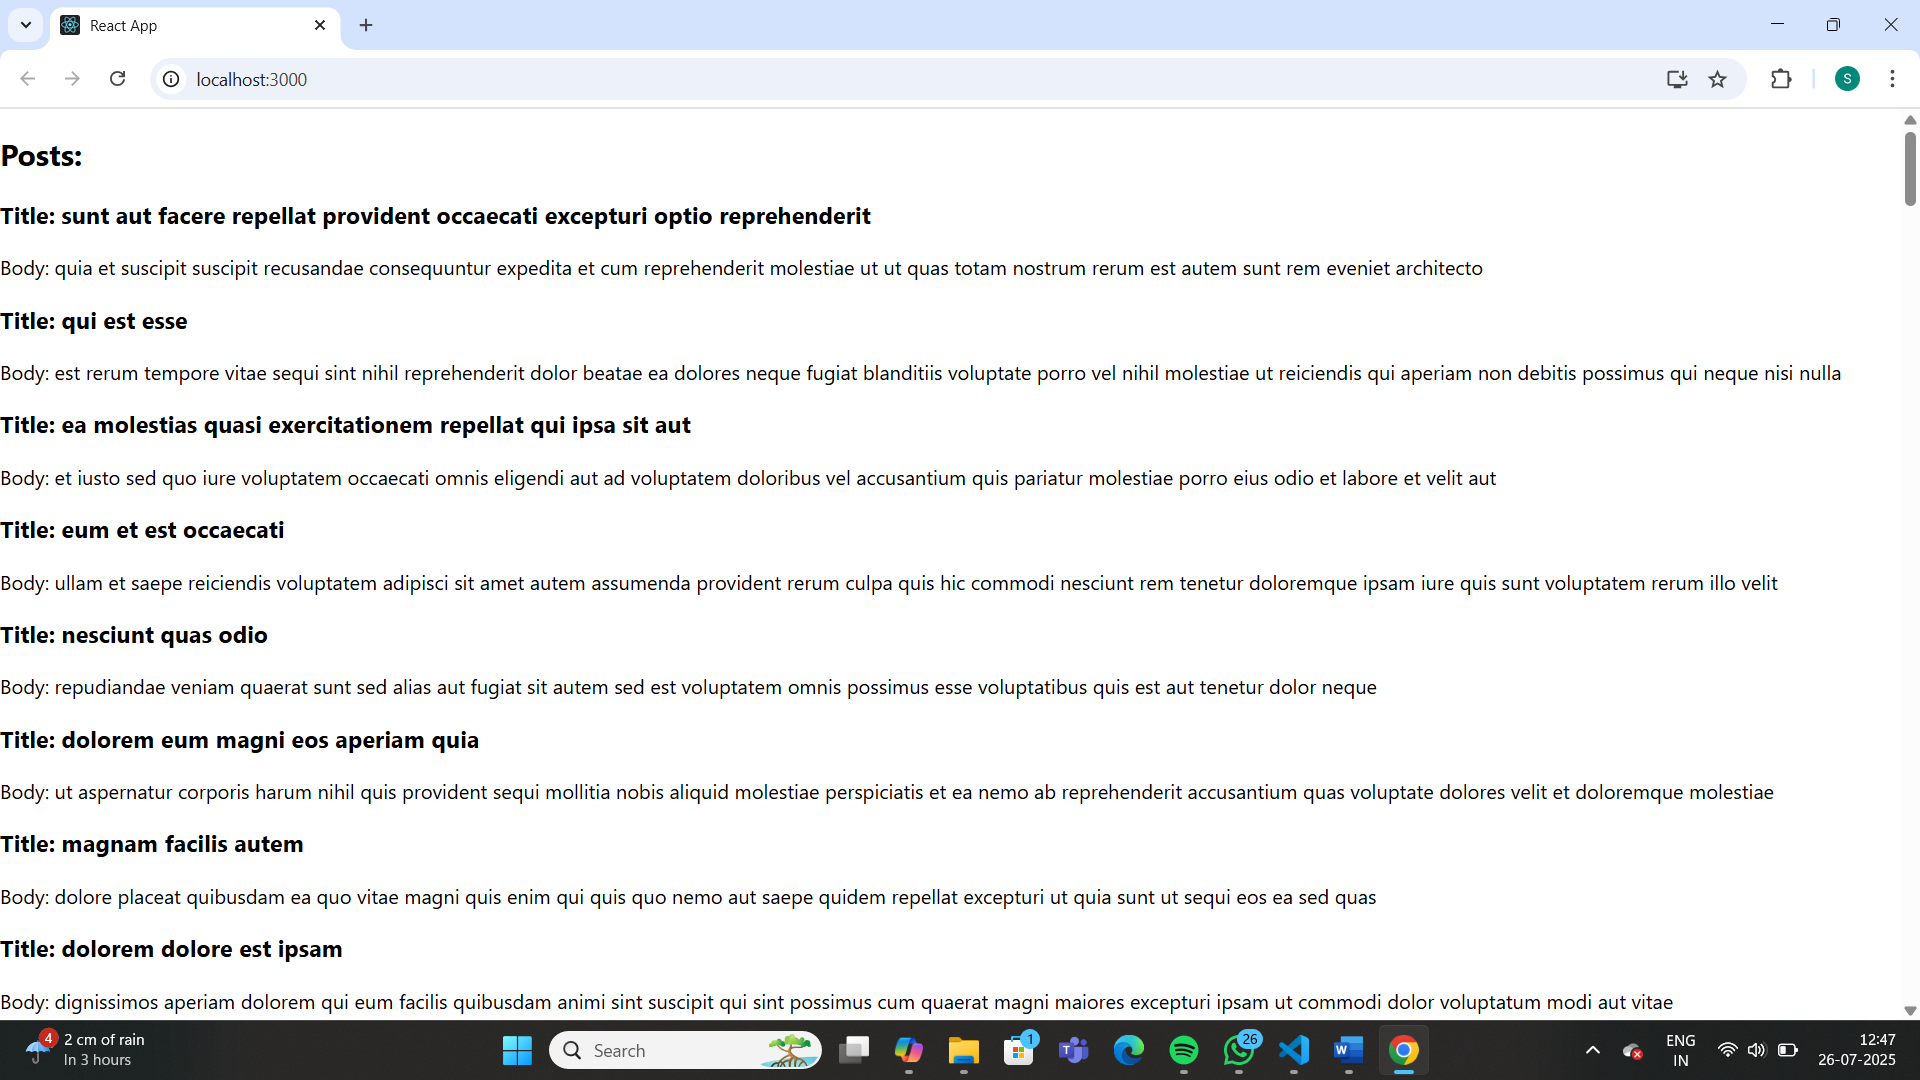 React App
localhost:3000
S
Posts:
Title: sunt aut facere repellat provident occaecati excepturi optio reprehenderit
Body: quia et suscipit suscipit recusandae consequuntur expedita et cum reprehenderit molestiae ut ut quas totam nostrum rerum est autem sunt rem eveniet architecto
Title: qui est esse
Body: est rerum tempore vitae sequi sint nihil reprehenderit dolor beatae ea dolores neque fugiat blanditiis voluptate porro vel nihil molestiae ut reiciendis qui aperiam non debitis possimus qui neque nisi nulla
Title: ea molestias quasi exercitationem repellat qui ipsa sit aut
Body: et iusto sed quo iure voluptatem occaecati omnis eligendi aut ad voluptatem doloribus vel accusantium quis pariatur molestiae porro eius odio et labore et velit aut
Title: eum et est occaecati
Body: ullam et saepe reiciendis voluptatem adipisci sit amet autem assumenda provident rerum culpa quis hic commodi nesciunt rem tenetur doloremque ipsam iure quis sunt voluptatem rerum illo velit
Title: nesciunt quas odio
Body: repudiandae veniam quaerat sunt sed alias aut fugiat sit autem sed est voluptatem omnis possimus esse voluptatibus quis est aut tenetur dolor neque
Title: dolorem eum magni eos aperiam quia
Body: ut aspernatur corporis harum nihil quis provident sequi mollitia nobis aliquid molestiae perspiciatis et ea nemo ab reprehenderit accusantium quas voluptate dolores velit et doloremque molestiae
Title: magnam facilis autem
Body: dolore placeat quibusdam ea quo vitae magni quis enim qui quis quo nemo aut saepe quidem repellat excepturi ut quia sunt ut sequi eos ea sed quas
Title: dolorem dolore est ipsam
Body: dignissimos aperiam dolorem qui eum facilis quibusdam animi sint suscipit qui sint possimus cum quaerat magni maiores excepturi ipsam ut commodi dolor voluptatum modi aut vitae
4
2 cm of rain
In 3 hours
Search
1
T
26
W
ENG
IN
12:47
26-07-2025